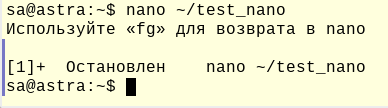 sa@astra:~$ nano ~/test_nano
Используйте «fg» для возврата в nano
[1]+  Остановлен    nano ~/test_nano
sa@astra:~$